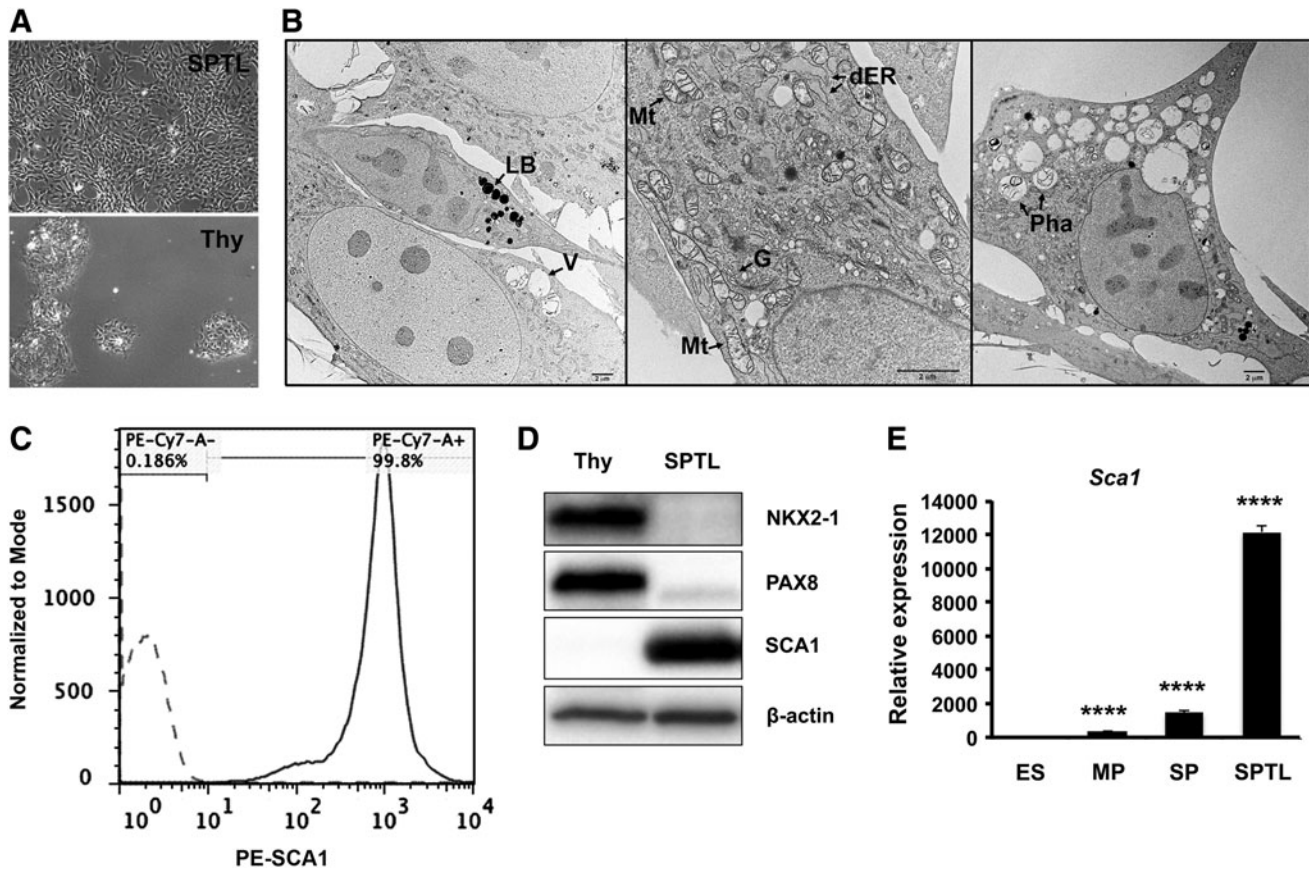 A
SPTL
Thy
B
LB
V
2 µm
Mt
dER
G
Mt
2 µm
Pha
2 µm
C
PE-Cy7-A-
0.186%
PE-Cy7-A+
99.8%
Normalized to Mode
1500
1000
500
0
10^0 10^1 10^2 10^3 10^4
PE-SCA1
D
Thy SPTL
NKX2-1
PAX8
SCA1
β-actin
E
Sca1
Relative expression
14000
12000
10000
8000
6000
4000
2000
0
****
****
****
ES MP SP SPTL